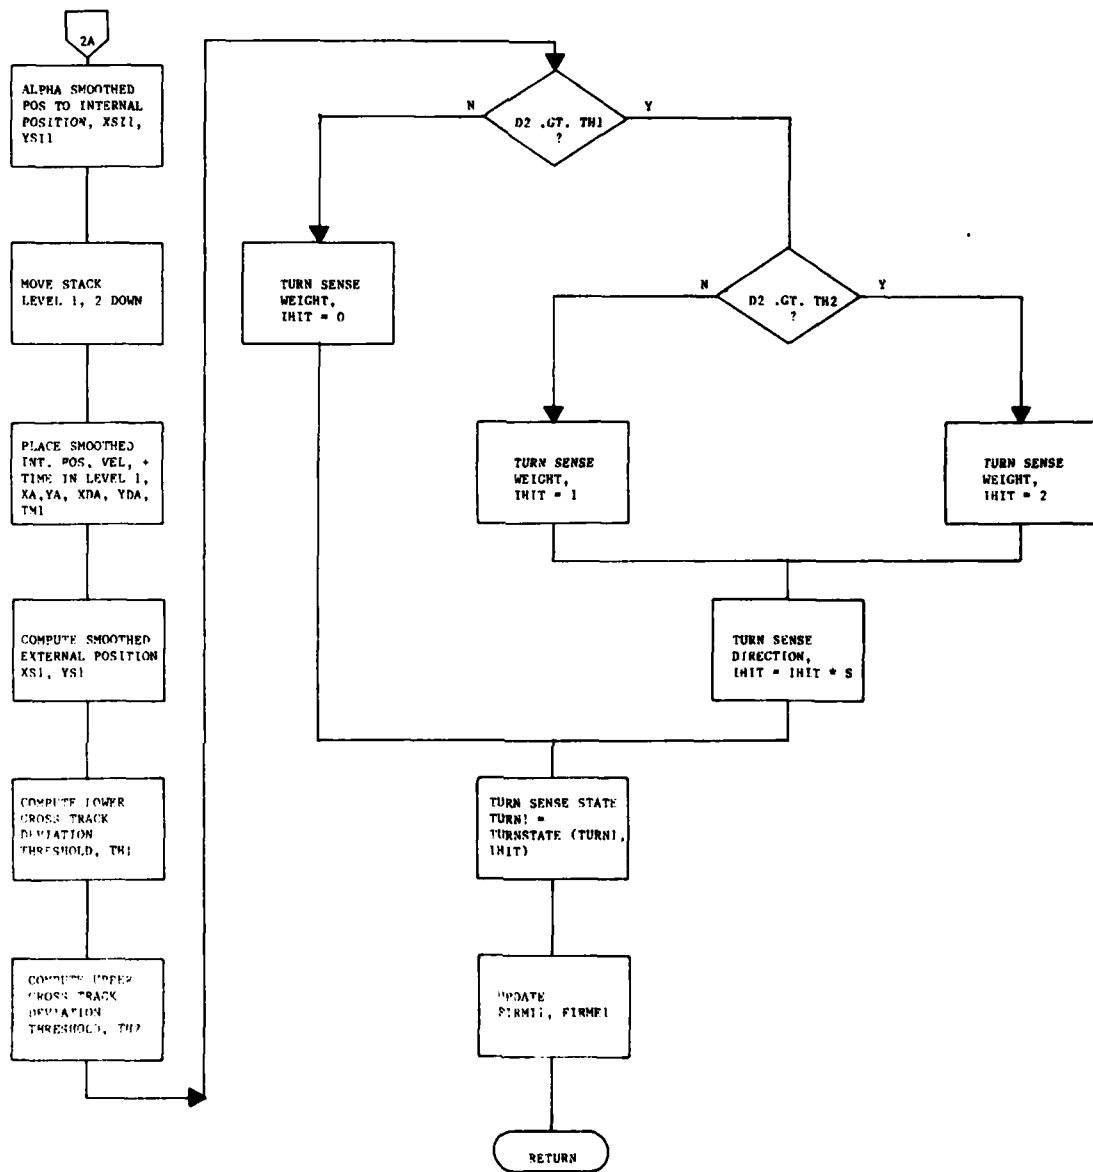 2A
ALPHA SMOOTHED
POS TO INTERNAL
POSITION, XSI1,
YSI1
MOVE STACK
LEVEL 1, 2 DOWN
PLACE SMOOTHED
INT. POS. VEL, +
TIME IN LEVEL 1,
XA,YA, XDA, YDA,
TM1
COMPUTE SMOOTHED
EXTERNAL POSITION
XS1, YS1
COMPUTE LOWER
CROSS TRACK
DEVIATION
THRESHOLD, TH1
COMPUTE UPPER
CROSS TRACK
DEVIATION
THRESHOLD, TH2
N
Y
D2 .GT. TH1
?
TURN SENSE
WEIGHT,
IHIT = 0
N
Y
D2 .GT. TH2
?
TURN SENSE
WEIGHT,
IHIT = 1
TURN SENSE
WEIGHT,
IHIT = 2
TURN SENSE
DIRECTION,
IHIT = IHIT * S
TURN SENSE STATE
TURN1 =
TURNSTATE (TURN1,
IHIT)
UPDATE
FIRMI1, FIRME1
RETURN